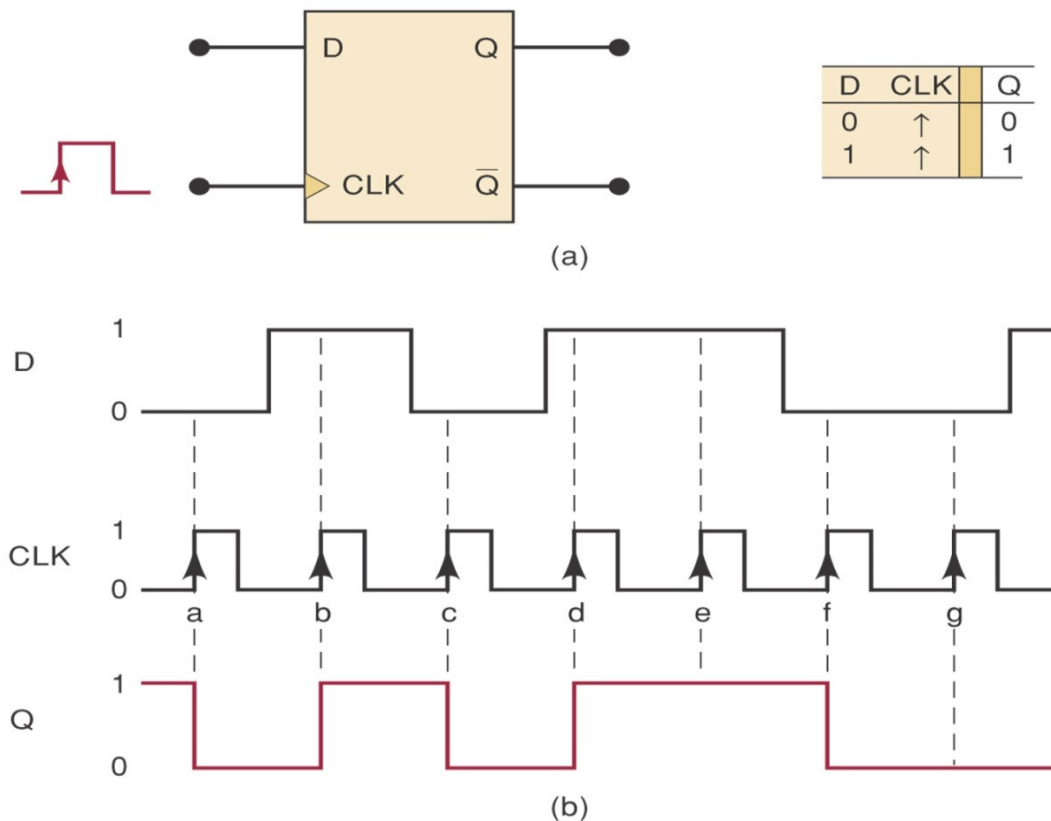 D Q
CLK Q̅
D CLK Q
0 ↑ 0
1 ↑ 1
(a)
1
D
0
1
CLK
0
a b c d e f g
1
Q
0
(b)